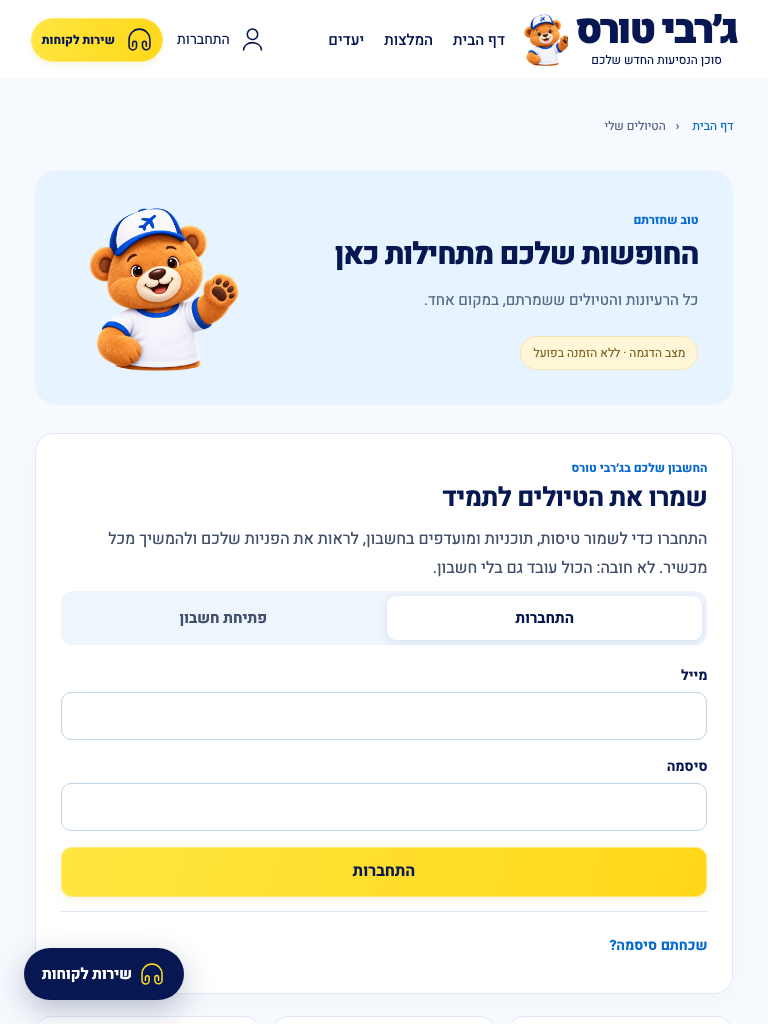 ג׳רבי טורס
סוכן הנסיעות החדש שלכם
דף הבית
המלצות
יעדים
התחברות
שירות לקוחות
דף הבית ‹ הטיולים שלי
טוב שחזרתם
החופשות שלכם מתחילות כאן
כל הרעיונות והטיולים ששמרתם, במקום אחד.
מצב הדגמה · ללא הזמנה בפועל
החשבון שלכם בג׳רבי טורס
שמרו את הטיולים לתמיד
התחברו כדי לשמור טיסות, תוכניות ומועדפים בחשבון, לראות את הפניות שלכם ולהמשיך מכל
מכשיר. לא חובה: הכול עובד גם בלי חשבון.
התחברות
פתיחת חשבון
מייל
סיסמה
התחברות
שכחתם סיסמה?
שירות לקוחות